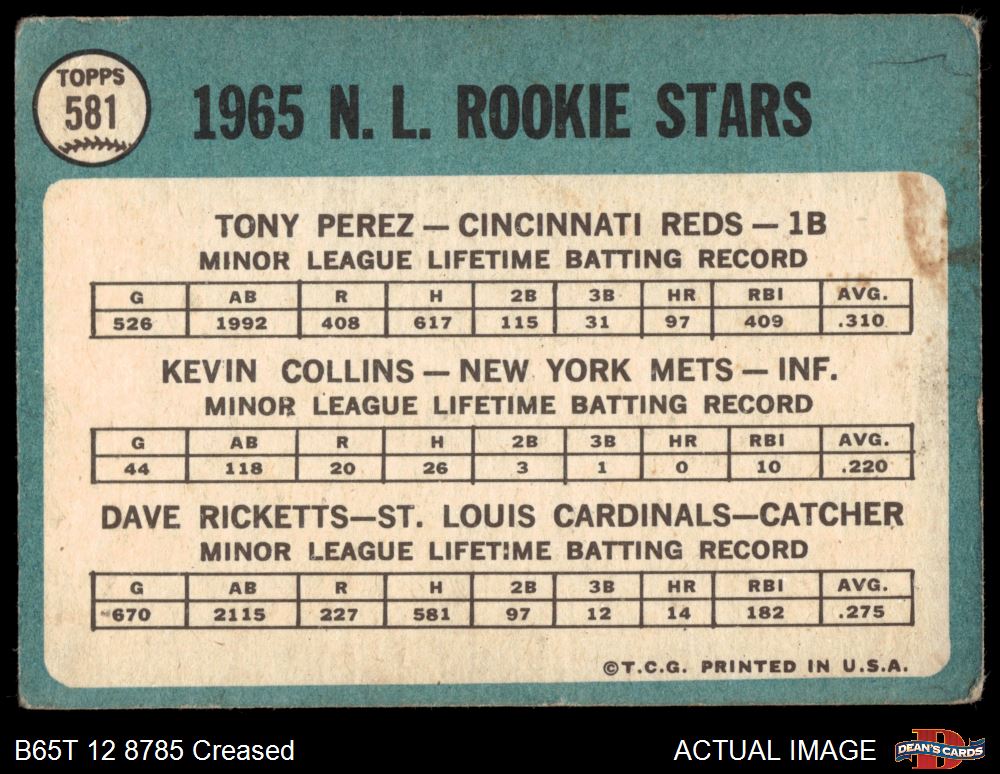 TOPPS
581
1965 N. L. ROOKIE STARS
TONY PEREZ — CINCINNATI REDS — 1B
MINOR LEAGUE LIFETIME BATTING RECORD
G AB R H 2B 3B HR RBI AVG.
526 1992 408 617 115 31 97 409 .310
KEVIN COLLINS — NEW YORK METS — INF.
MINOR LEAGUE LIFETIME BATTING RECORD
G AB R H 2B 3B HR RBI AVG.
44 118 20 26 3 1 0 10 .220
DAVE RICKETTS—ST. LOUIS CARDINALS—CATCHER
MINOR LEAGUE LIFETIME BATTING RECORD
G AB R H 2B 3B HR RBI AVG.
670 2115 227 581 97 12 14 182 .275
©T.C.G. PRINTED IN U.S.A.
B65T 12 8785 Creased
ACTUAL IMAGE
DEAN'S CARDS